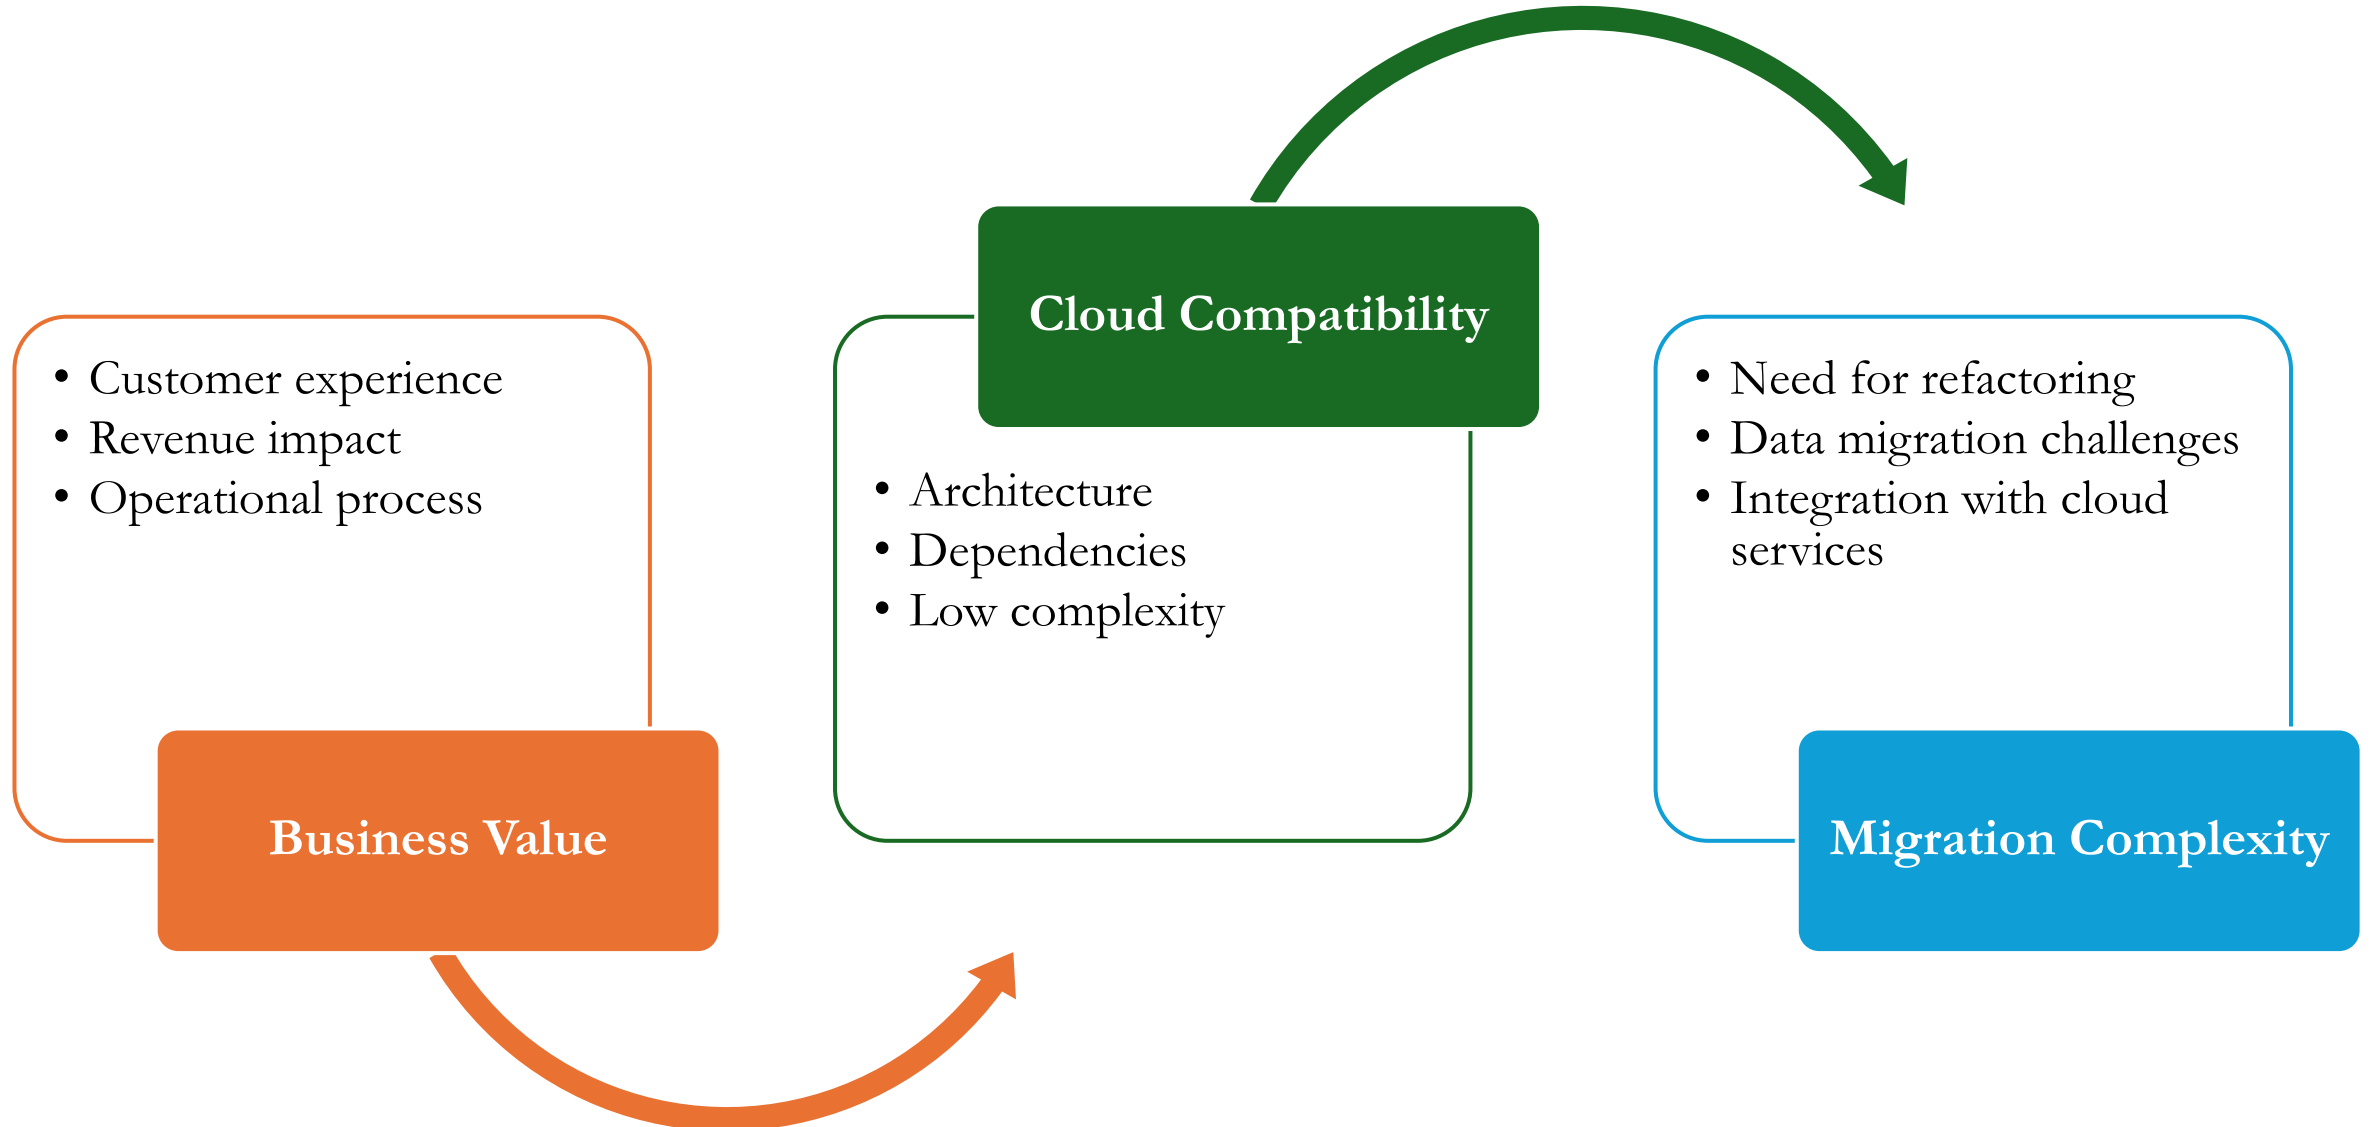 • Customer experience
• Revenue impact
• Operational process
Business Value
Cloud Compatibility
• Architecture
• Dependencies
• Low complexity
• Need for refactoring
• Data migration challenges
• Integration with cloud
services
Migration Complexity